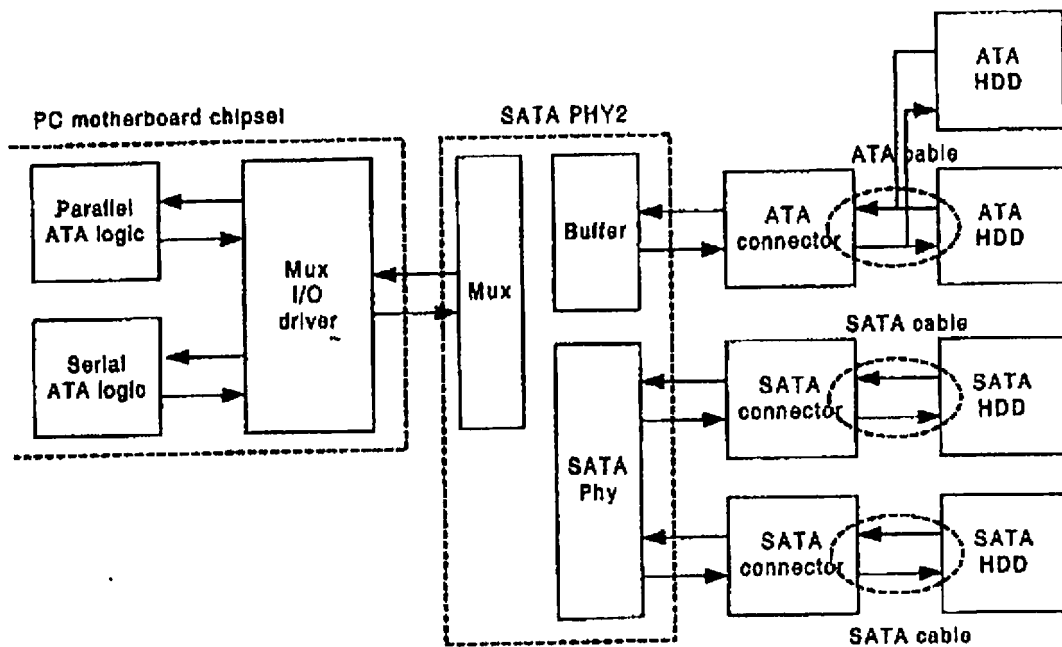 PC motherboard chipset
SATA PHY2
ATA
HDD
ATA cable
Parallel
ATA logic
Mux
I/O
driver
Serial
ATA logic
Mux
Buffer
SATA
Phy
ATA
connector
ATA
HDD
SATA cable
SATA
connector
SATA
HDD
SATA
connector
SATA
HDD
SATA cable